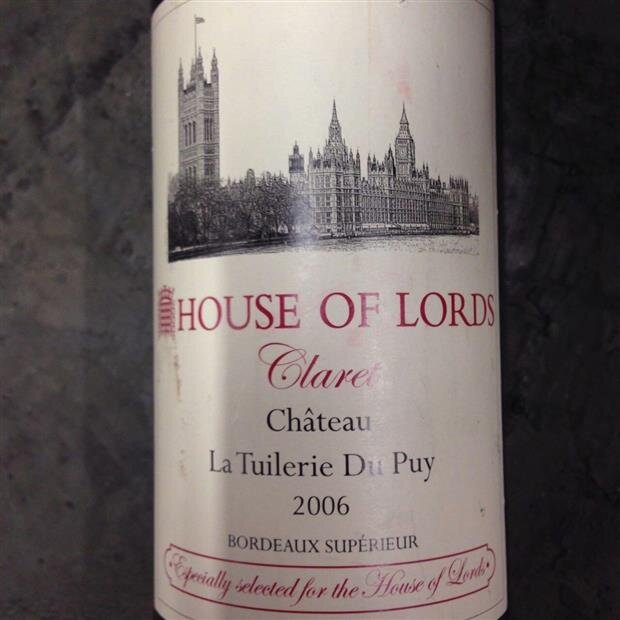 HOUSE OF LORDS
Claret
Château
La Tuilerie Du Puy
2006
BORDEAUX SUPÉRIEUR
Especially selected for the House of Lords